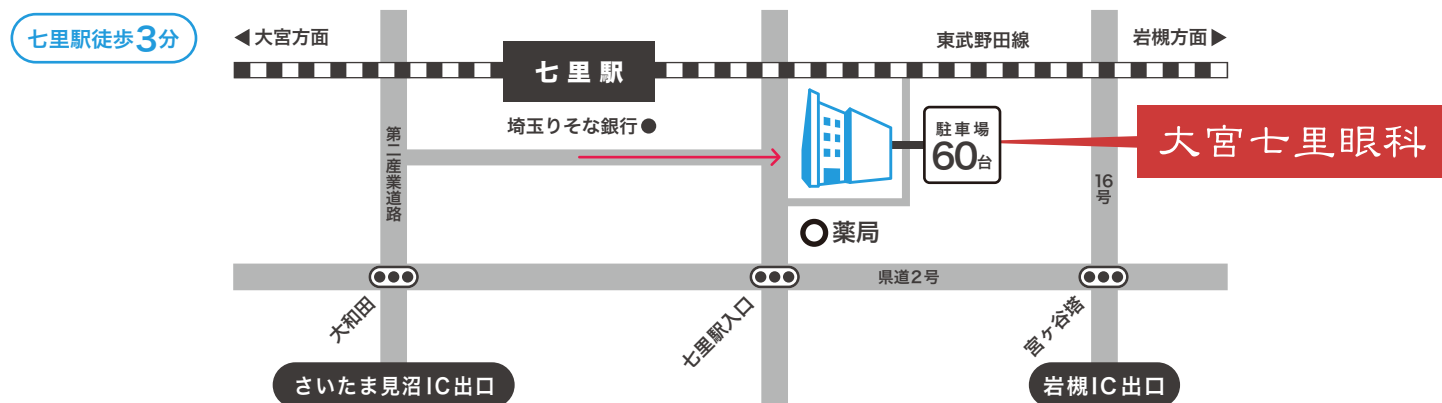 七里駅徒歩3分
◀大宮方面
東武野田線
岩槻方面▶
七里駅
埼玉りそな銀行●
第二産業道路
駐車場
60台
大宮七里眼科
16号
薬局
県道2号
大和田
七里駅入口
宮ヶ谷塔
さいたま見沼IC出口
岩槻IC出口